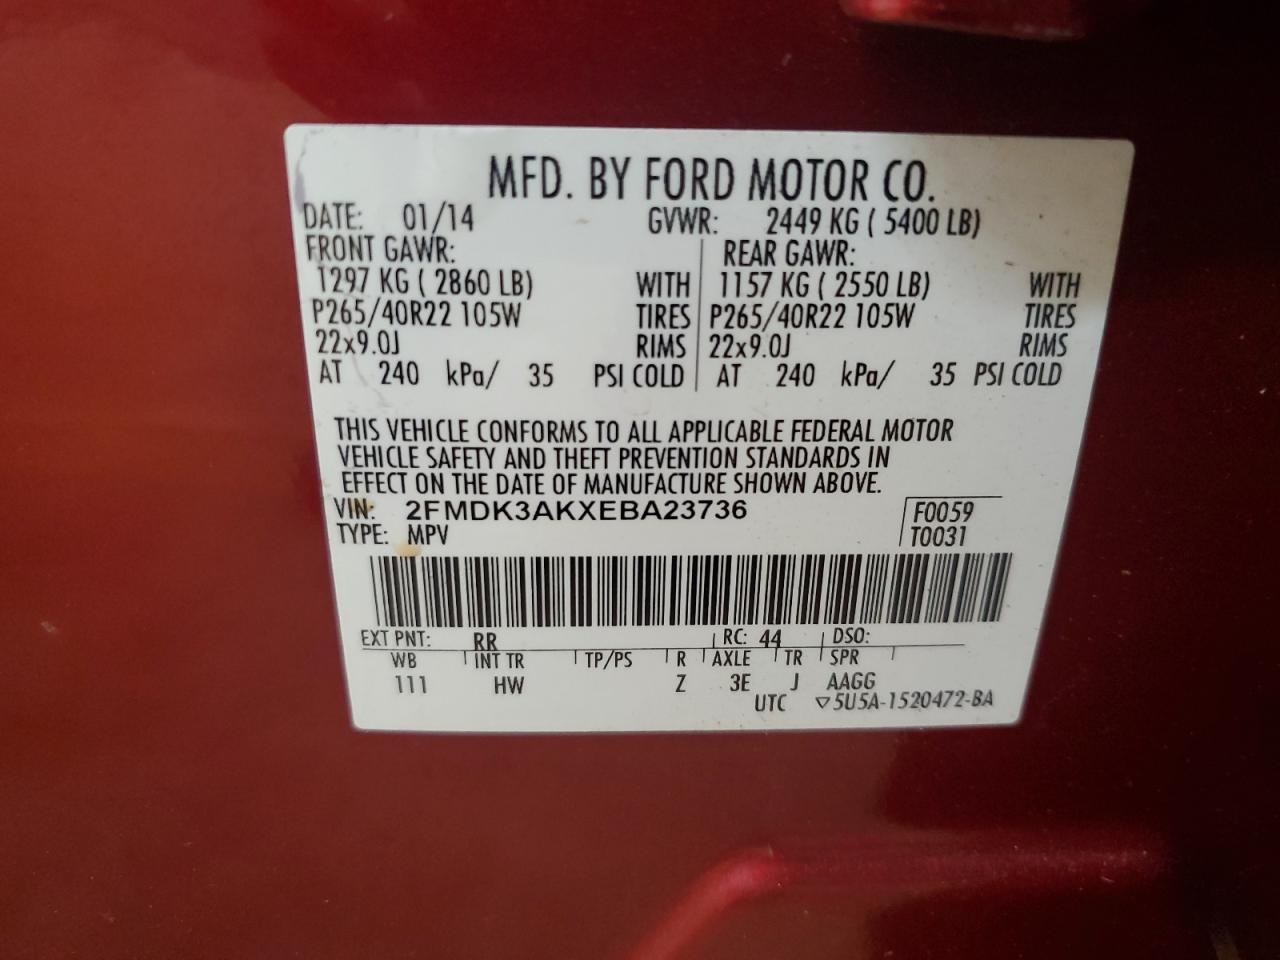 MFD. BY FORD MOTOR CO.
DATE: 01/14 GVWR: 2449 KG ( 5400 LB)
FRONT GAWR: REAR GAWR:
1297 KG ( 2860 LB) WITH 1157 KG ( 2550 LB) WITH
P265/40R22 105W TIRES P265/40R22 105W TIRES
22x9.0J RIMS 22x9.0J RIMS
AT 240 kPa/ 35 PSI COLD AT 240 kPa/ 35 PSI COLD
THIS VEHICLE CONFORMS TO ALL APPLICABLE FEDERAL MOTOR
VEHICLE SAFETY AND THEFT PREVENTION STANDARDS IN
EFFECT ON THE DATE OF MANUFACTURE SHOWN ABOVE.
VIN: 2FMDK3AKXEBA23736 F0059
TYPE: MPV T0031
EXT PNT: RR RC: 44 DSO:
WB INT TR TP/PS R AXLE TR SPR
111 HW Z 3E J AAGG
UTC ▽5U5A-1520472-BA